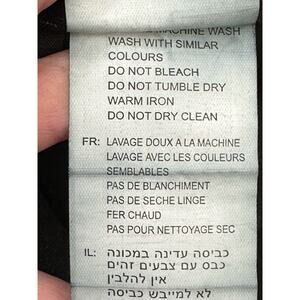 MACHINE WASH
WASH WITH SIMILAR
COLOURS
DO NOT BLEACH
DO NOT TUMBLE DRY
WARM IRON
DO NOT DRY CLEAN
FR: LAVAGE DOUX A LA MACHINE
LAVAGE AVEC LES COULEURS
SEMBLABLES
PAS DE BLANCHIMENT
PAS DE SECHE LINGE
FER CHAUD
PAS POUR NETTOYAGE SEC
IL: כביסה עדינה במכונה
כבס עם צבעים זהים
אין להלבין
לא למייבש כביסה